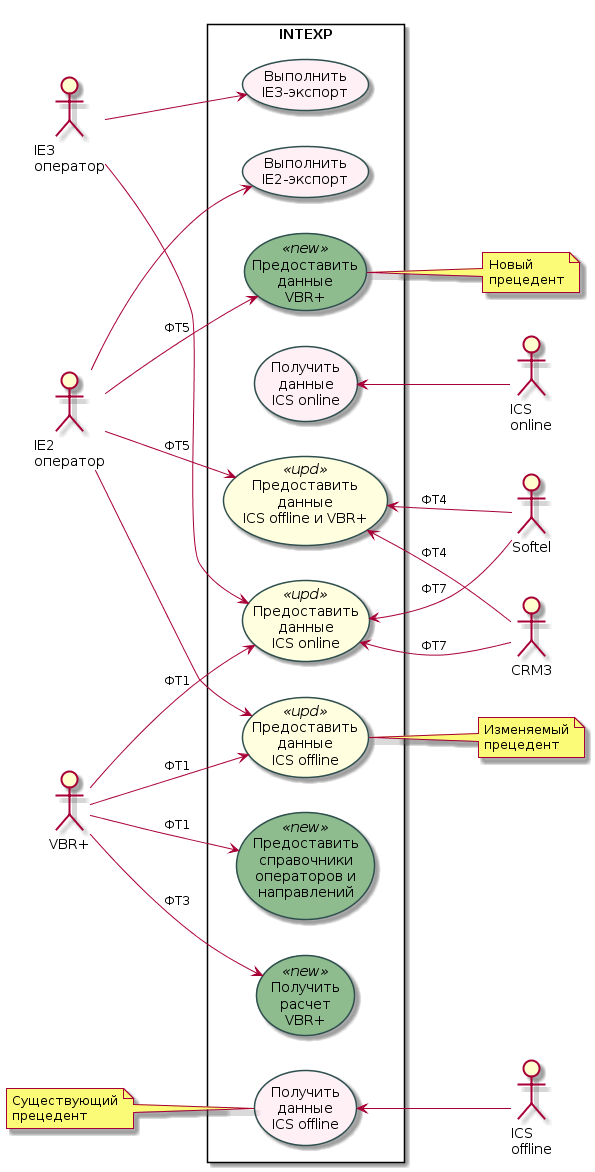 INTEXP
Выполнить
IE3-экспорт
IE3
оператор
Выполнить
IE2-экспорт
«new»
Предоставить
данные
VBR+
Новый
прецедент
ФТ5
Получить
данные
ICS online
ICS
online
IE2
оператор
ФТ5
«upd»
Предоставить
данные
ICS offline и VBR+
ФТ4
Softel
ФТ4
ФТ7
«upd»
Предоставить
данные
ICS online
ФТ7
CRM3
ФТ1
«upd»
Предоставить
данные
ICS offline
Изменяемый
прецедент
ФТ1
VBR+
ФТ1
«new»
Предоставить
справочники
операторов и
направлений
ФТ3
«new»
Получить
расчет
VBR+
Существующий
прецедент
Получить
данные
ICS offline
ICS
offline